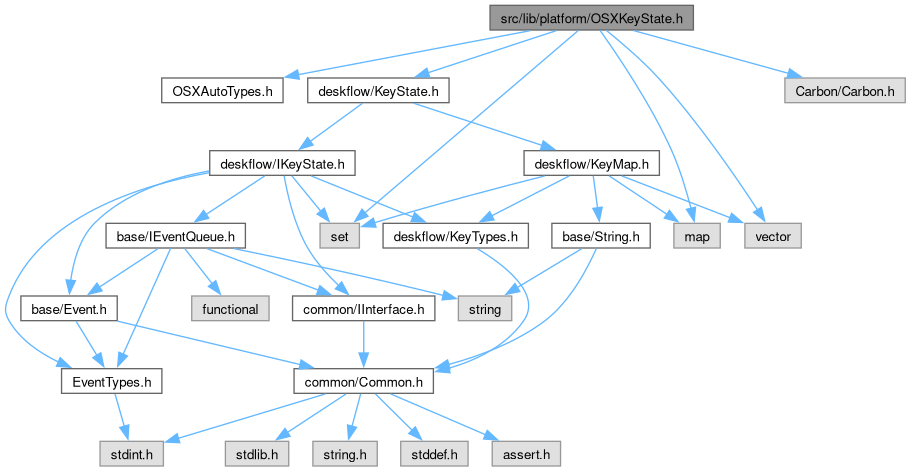 src/lib/platform/OSXKeyState.h
OSXAutoTypes.h
deskflow/KeyState.h
Carbon/Carbon.h
deskflow/IKeyState.h
deskflow/KeyMap.h
base/IEventQueue.h
set
deskflow/KeyTypes.h
base/String.h
map
vector
base/Event.h
functional
common/IInterface.h
string
EventTypes.h
common/Common.h
stdint.h
stdlib.h
string.h
stddef.h
assert.h